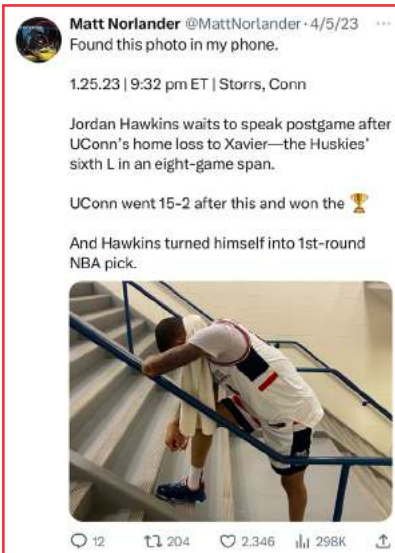 Matt Norlander @MattNorlander · 4/5/23 ...
Found this photo in my phone.
1.25.23 | 9:32 pm ET | Storrs, Conn
Jordan Hawkins waits to speak postgame after
UConn's home loss to Xavier—the Huskies'
sixth L in an eight-game span.
UConn went 15-2 after this and won the 🏆
And Hawkins turned himself into 1st-round
NBA pick.
12 204 2.346 298K